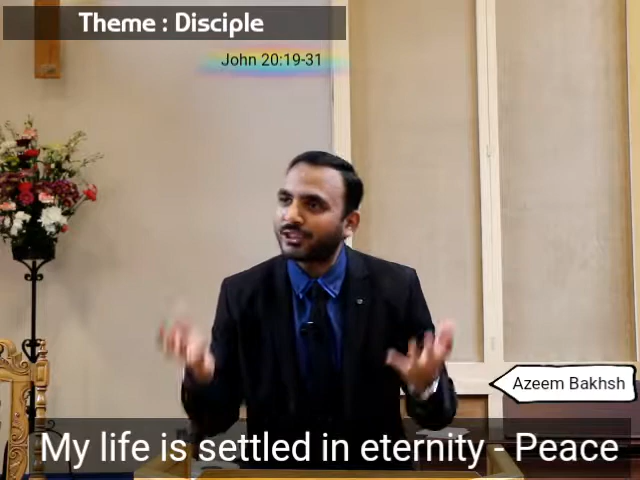 Theme : Disciple
John 20:19-31
Azeem Bakhsh
My life is settled in eternity - Peace